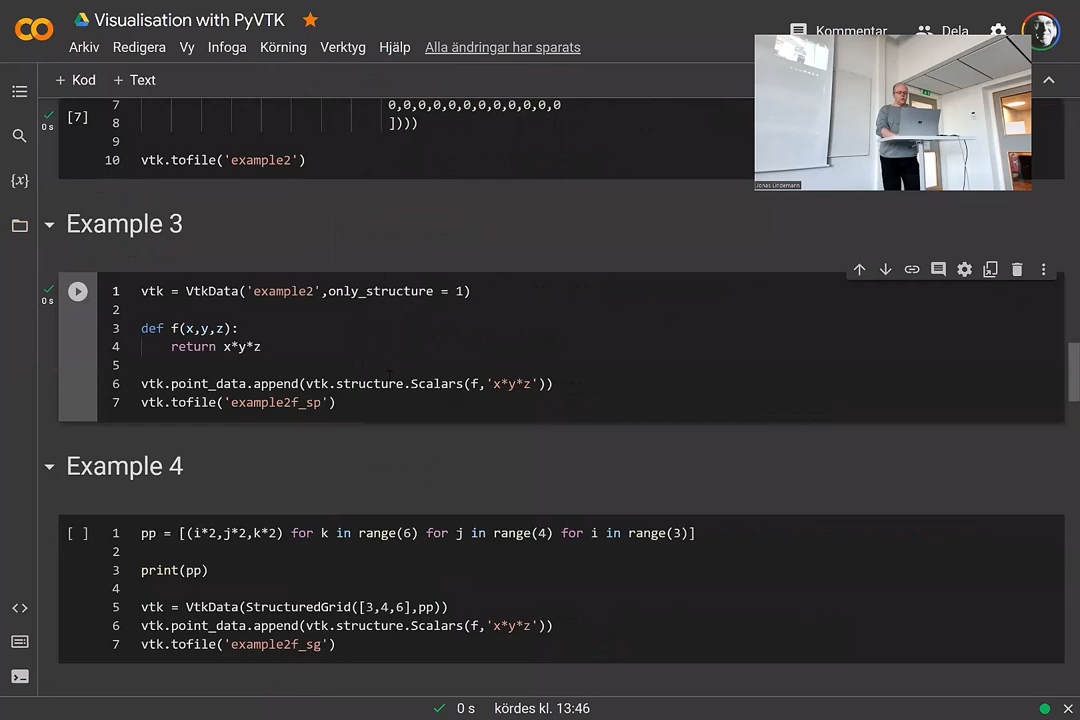 Visualisation with PyVTK
Arkiv Redigera Vy Infoga Körning Verktyg Hjälp Alla ändringar har sparats
Kommentar
Dela
+ Kod + Text
Jonas Lindemann
[7]
0 s
7 0,0,0,0,0,0,0,0,0,0,0,0
8 ])))
9
10 vtk.tofile('example2')
Example 3
0 s
1 vtk = VtkData('example2',only_structure = 1)
2
3 def f(x,y,z):
4 return x*y*z
5
6 vtk.point_data.append(vtk.structure.Scalars(f,'x*y*z'))
7 vtk.tofile('example2f_sp')
Example 4
[ ]
1 pp = [(i*2,j*2,k*2) for k in range(6) for j in range(4) for i in range(3)]
2
3 print(pp)
4
5 vtk = VtkData(StructuredGrid([3,4,6],pp))
6 vtk.point_data.append(vtk.structure.Scalars(f,'x*y*z'))
7 vtk.tofile('example2f_sg')
0 s kördes kl. 13:46